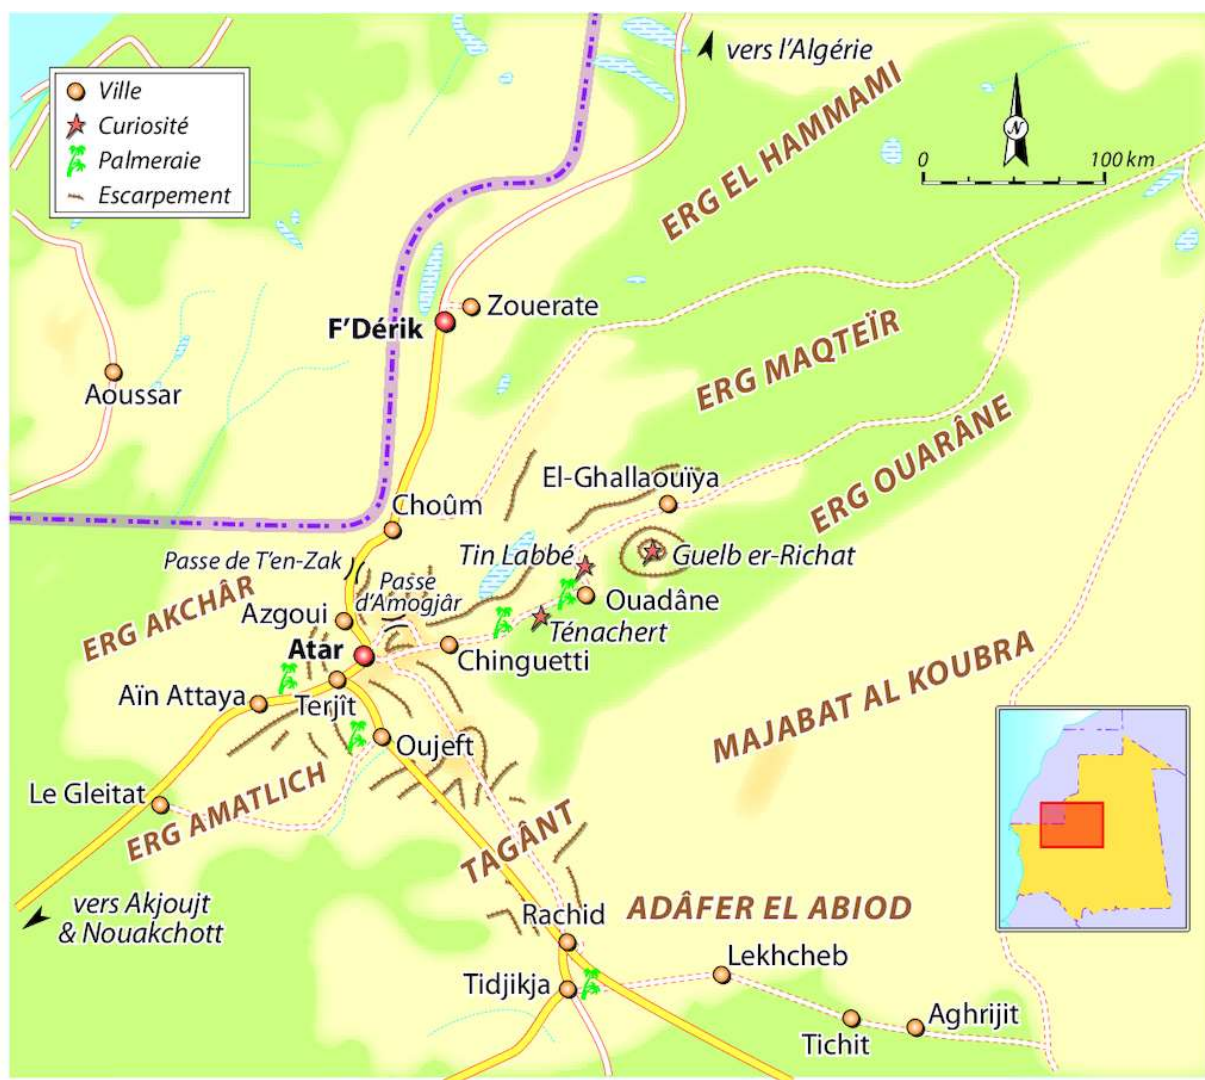 vers l'Algérie
Ville
Curiosité
Palmeraie
Escarpement
N
0 100 km
ERG EL HAMMAMI
Zouerate
F'Dérik
ERG MAQTEÏR
Aoussar
ERG OUARÂNE
El-Ghallaouïya
Choûm
Tin Labbé
Guelb er-Richat
Passe de T'en-Zak
Passe
d'Amogjâr
Ouadâne
ERG AKCHÂR
Azgoui
Ténachert
Atar
Chinguetti
MAJABAT AL KOUBRA
Aïn Attaya
Terjît
Oujeft
Le Gleitat
ERG AMATLICH
TAGÂNT
vers Akjoujt
& Nouakchott
Rachid
ADÂFER EL ABIOD
Lekhcheb
Tidjikja
Aghrijit
Tichit